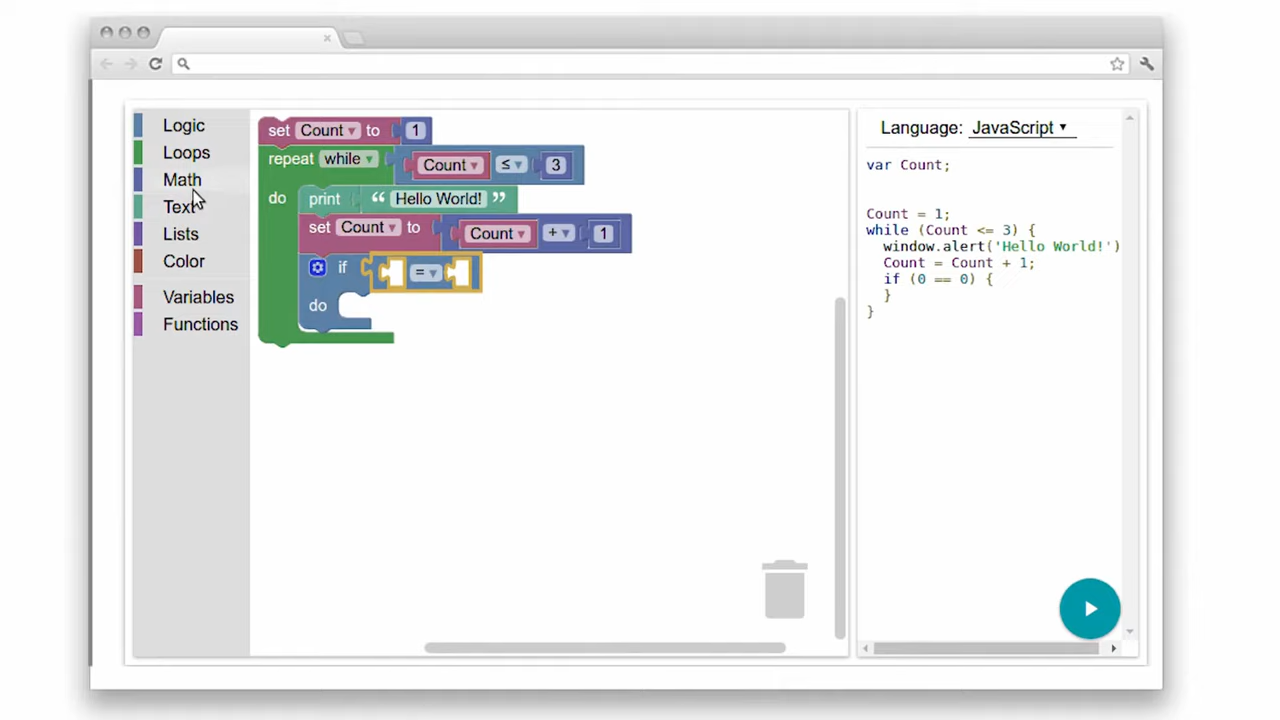 Logic
Loops
Math
Text
Lists
Color
Variables
Functions
set Count to 1
repeat while Count ≤ 3
do print “ Hello World! ”
set Count to Count + 1
if =
do
Language: JavaScript
var Count;
Count = 1;
while (Count <= 3) {
window.alert('Hello World!')
Count = Count + 1;
if (0 == 0) {
}
}